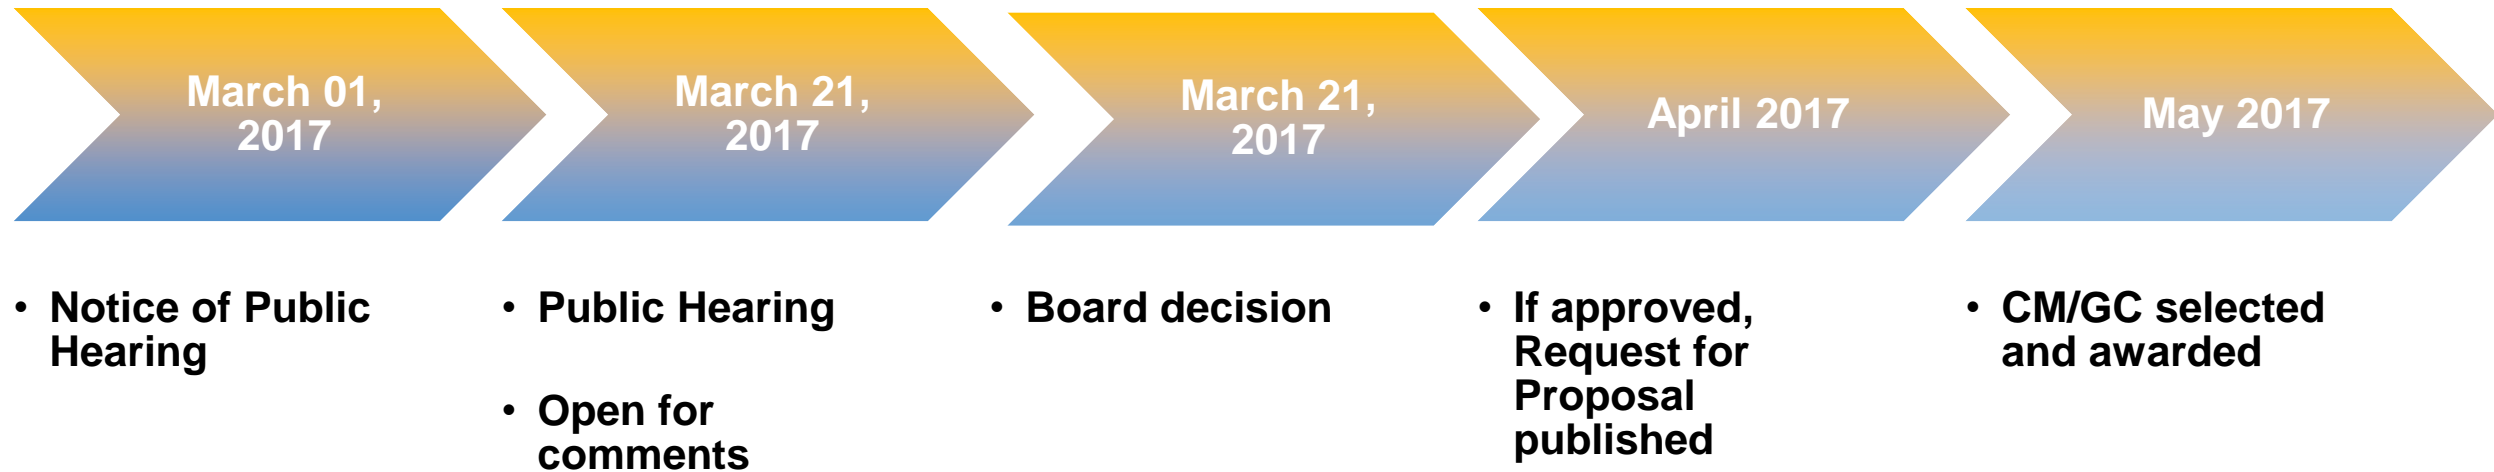 March 01,
2017
March 21,
2017
March 21,
2017
April 2017
May 2017
• Notice of Public
Hearing
• Public Hearing
• Open for
comments
• Board decision
• If approved,
Request for
Proposal
published
• CM/GC selected
and awarded